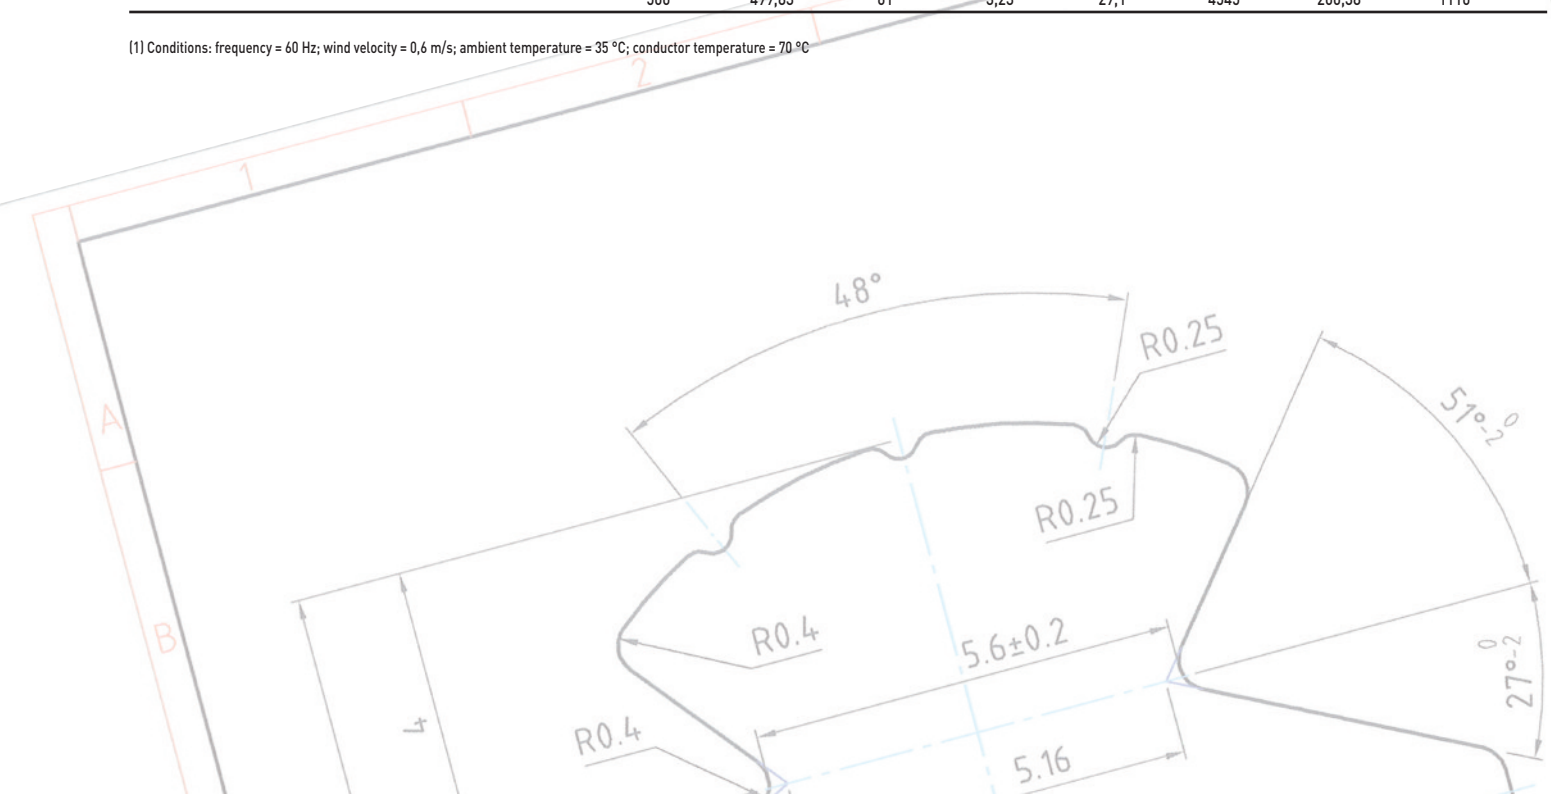 (1) Conditions: frequency = 60 Hz; wind velocity = 0,6 m/s; ambient temperature = 35 °C; conductor temperature = 70 °C
2
1
48°
R0.25
51° 0 -2
A
R0.25
B
R0.4
5.6±0.2
27° 0 -2
4
R0.4
5.16